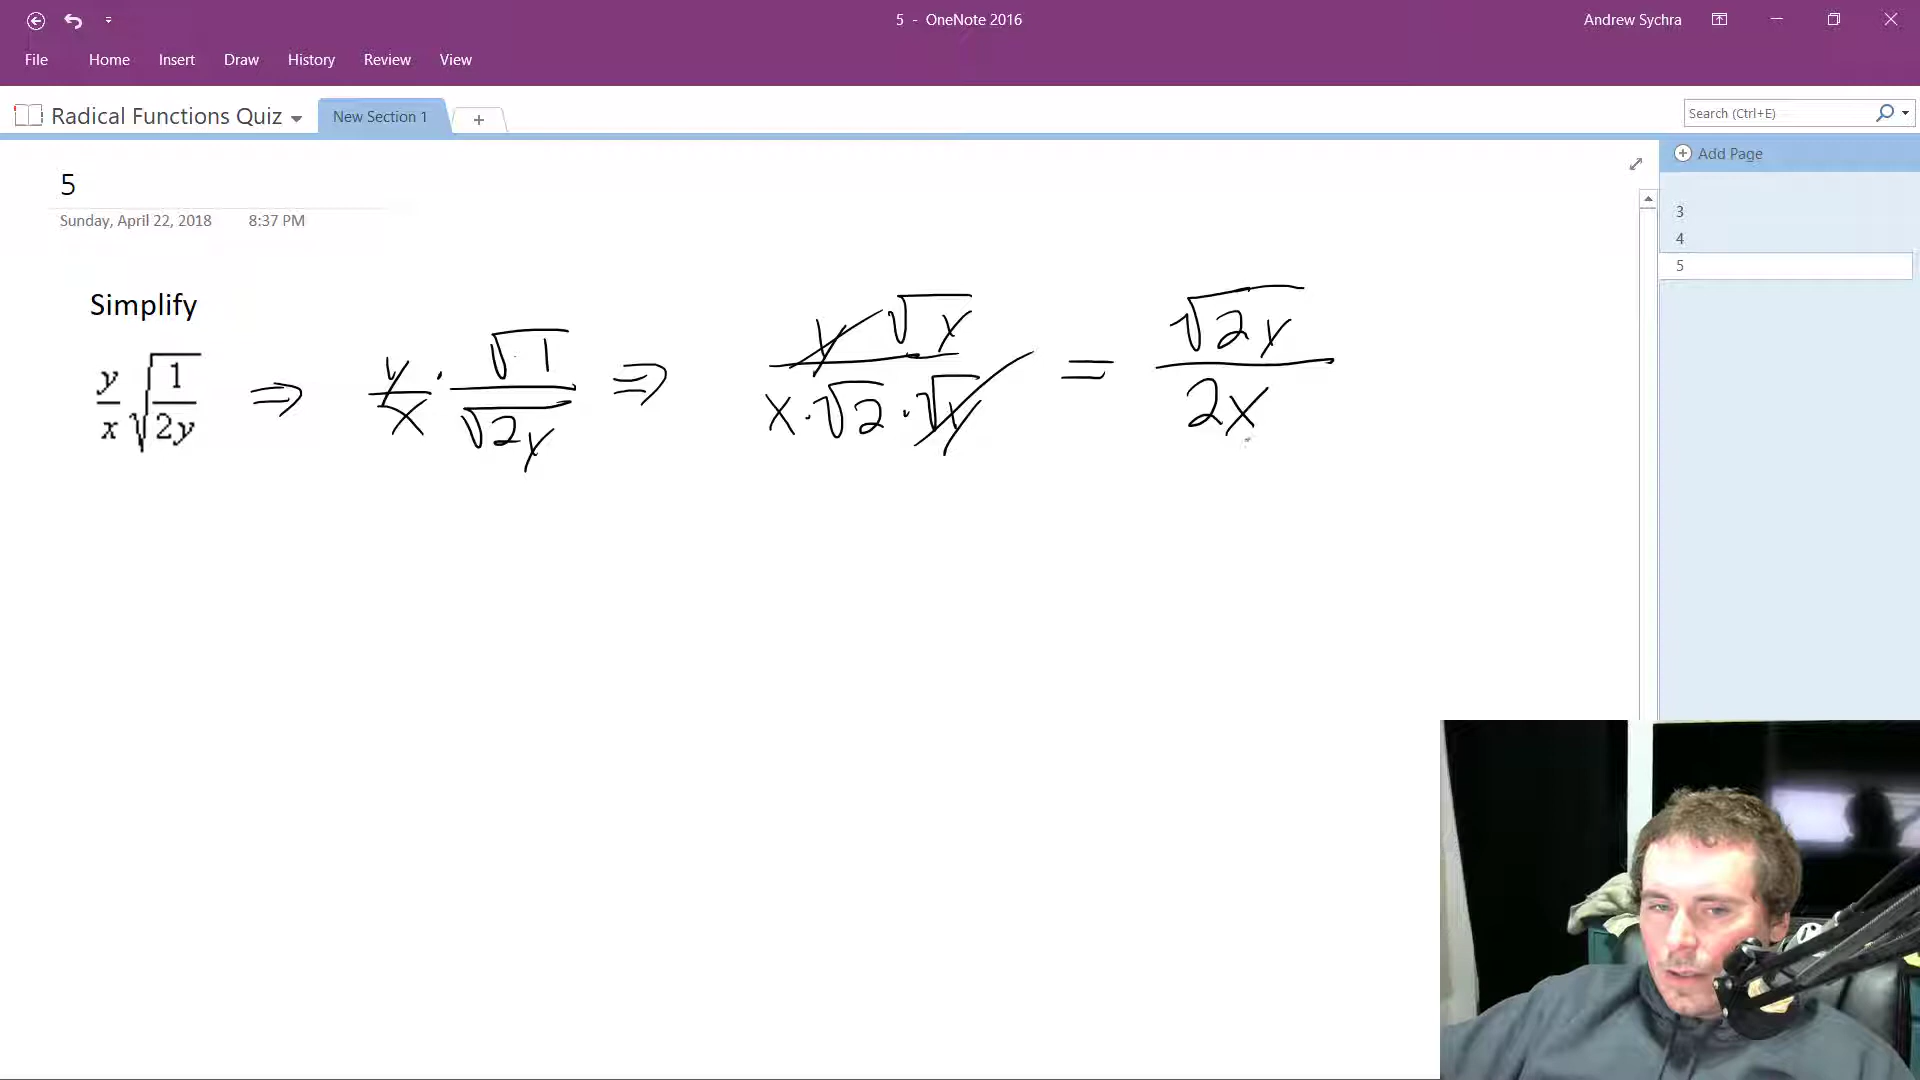 5 - OneNote 2016
Andrew Sychra
File Home Insert Draw History Review View
Radical Functions Quiz
New Section 1
+
Search (Ctrl+E)
Add Page
5
Sunday, April 22, 2018 8:37 PM
3
4
5
Simplify
y/x √(1/(2y)) ⇒ y/x · √1/√(2y) ⇒ y √y / (x · √2 · √y) = √(2y) / (2x)